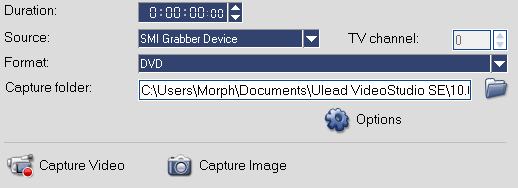 Duration: 0:00:00:00
Source: SMI Grabber Device TV channel: 0
Format: DVD
Capture folder: C:\Users\Morph\Documents\Ulead VideoStudio SE\10.
Options
Capture Video Capture Image